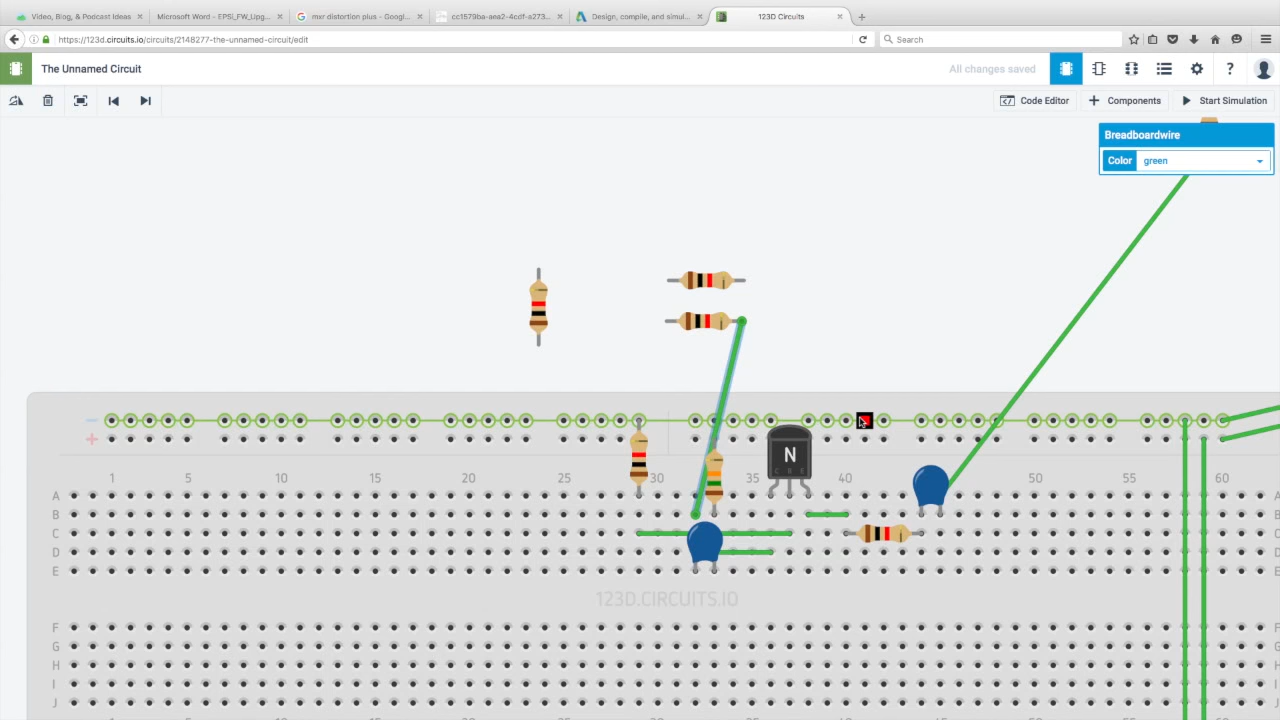 Video, Blog, & Podcast Ideas
Microsoft Word - EPSi_FW_Upg...
mxr distortion plus - Googl...
cc1579ba-aea2-4cdf-a273...
Design, compile, and simul...
123D Circuits
https://123d.circuits.io/circuits/2148277-the-unnamed-circuit/edit
Search
The Unnamed Circuit
All changes saved
?
Code Editor
Components
Start Simulation
Breadboardwire
Color green
N
C B E
1 5 10 15 20 25 30 35 40 45 50 55 60
A A
B B
C C
D D
E E
123D.CIRCUITS.IO
F F
G G
H H
I I
J J